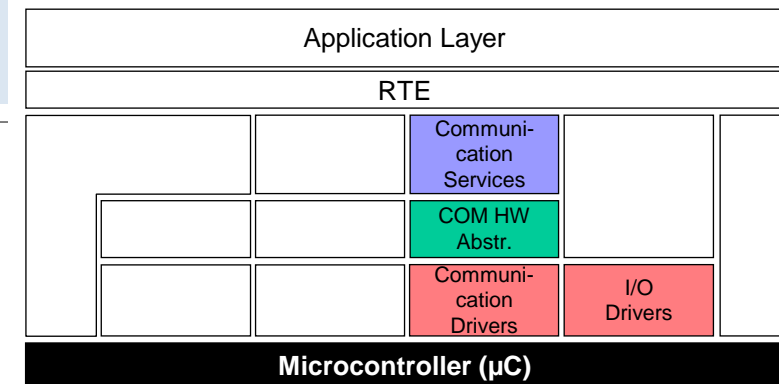 Application Layer
RTE
Communi-
cation
Services
COM HW
Abstr.
Communi-
cation
Drivers
I/O
Drivers
Microcontroller (µC)